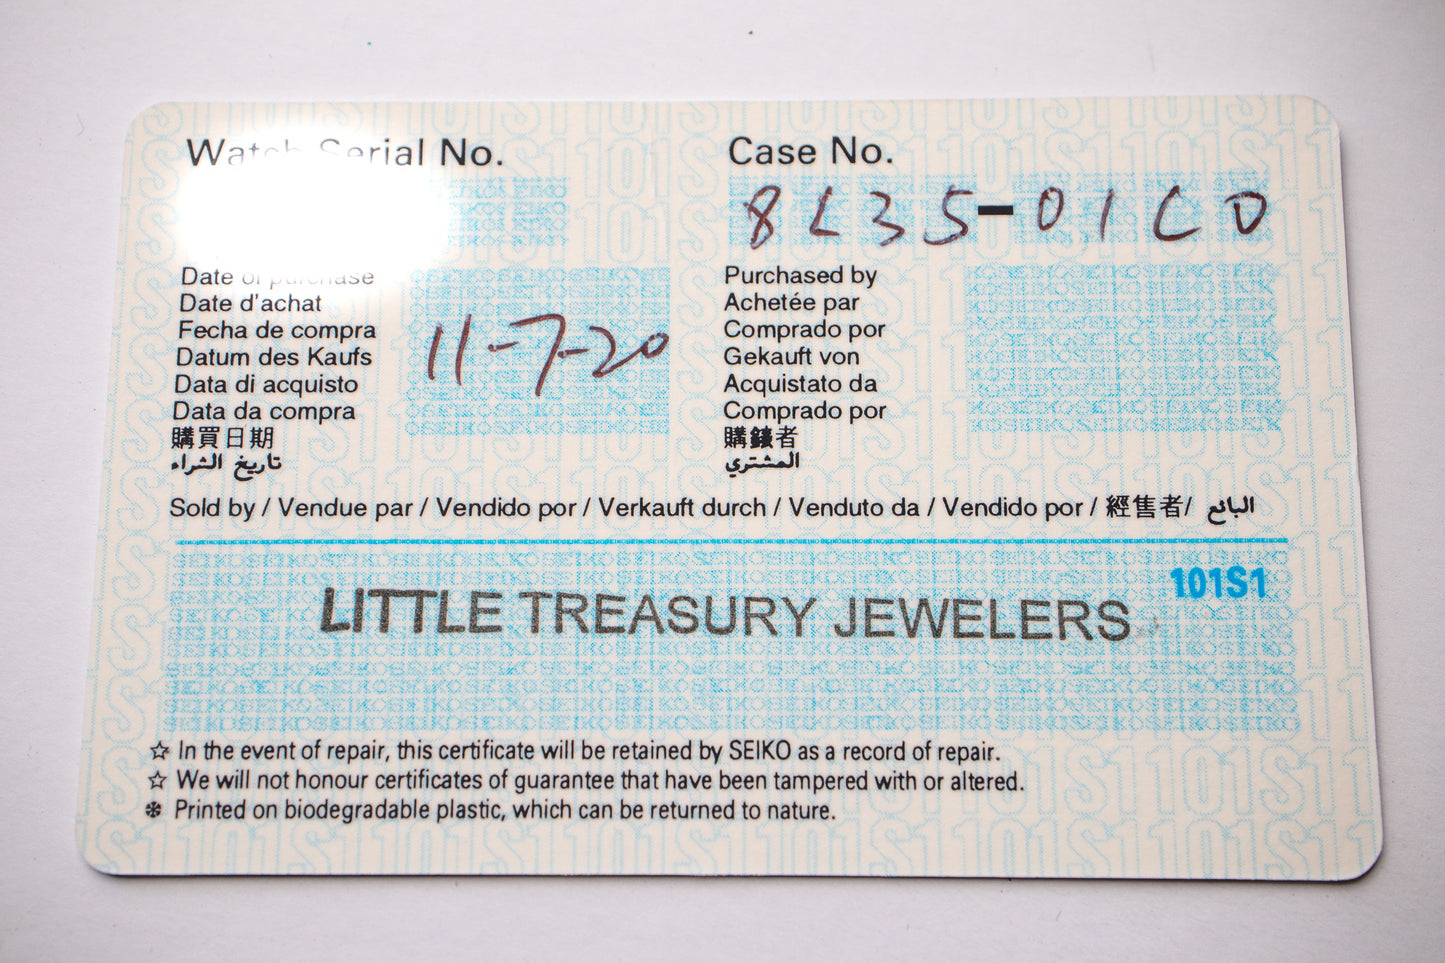 Watch Serial No.
Case No.
8L35-01C0
Date of purchase
Date d'achat
Fecha de compra
Datum des Kaufs
Data di acquisto
Data da compra
購買日期
تاريخ الشراء
11-7-20
Purchased by
Achetée par
Comprado por
Gekauft von
Acquistato da
Comprado por
購錶者
المشتري
Sold by / Vendue par / Vendido por / Verkauft durch / Venduto da / Vendido por / 經售者/ البائع
101S1
LITTLE TREASURY JEWELERS
☆ In the event of repair, this certificate will be retained by SEIKO as a record of repair.
☆ We will not honour certificates of guarantee that have been tampered with or altered.
❄ Printed on biodegradable plastic, which can be returned to nature.